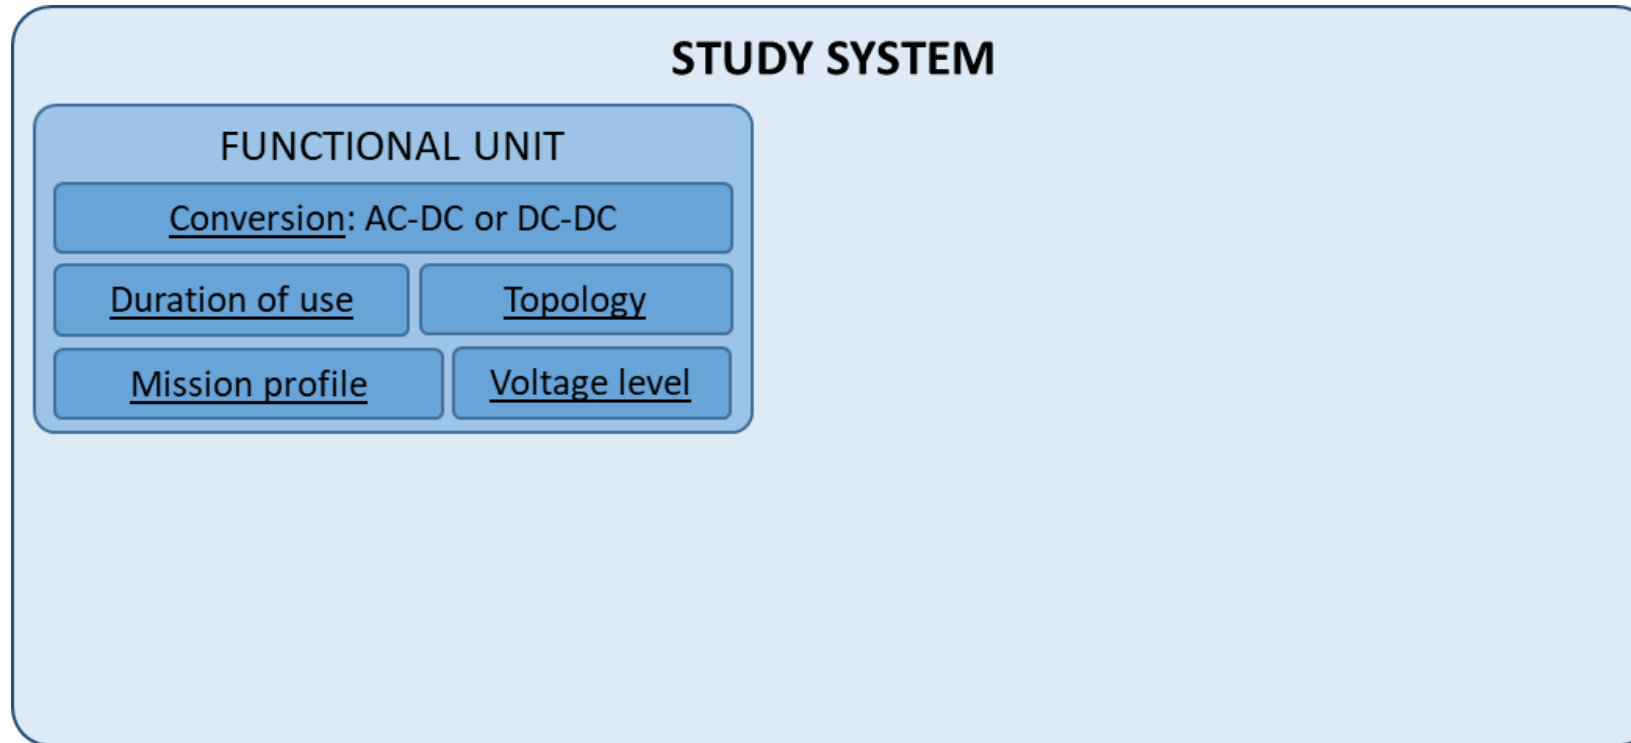 STUDY SYSTEM
FUNCTIONAL UNIT
Conversion: AC-DC or DC-DC
Duration of use
Topology
Mission profile
Voltage level